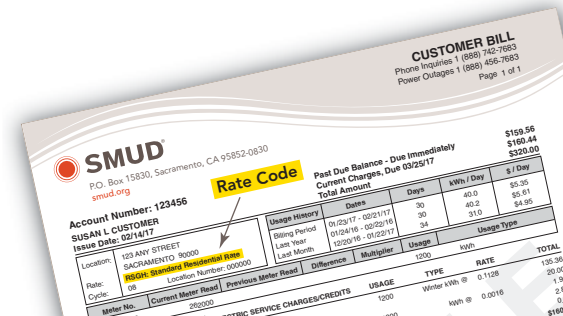 CUSTOMER BILL
Phone Inquiries 1 (888) 742-7683
Power Outages 1 (888) 456-7683
Page 1 of 1
SMUD
P.O. Box 15830, Sacramento, CA 95852-0830
smud.org
Rate Code
Past Due Balance - Due Immediately $159.56
Current Charges, Due 03/25/17 $160.44
Total Amount $320.00
Account Number: 123456
SUSAN L CUSTOMER
Issue Date: 02/14/17
Location: 123 ANY STREET
SACRAMENTO 90000
Rate: RSGH: Standard Residential Rate
Cycle: 08 Location Number: 000000
Usage History Dates Days kWh / Day $ / Day
Billing Period 01/23/17 - 02/21/17 30 40.0 $5.35
Last Year 01/24/16 - 02/22/16 30 40.2 $5.61
Last Month 12/20/16 - 01/22/17 34 31.0 $4.95
Meter No. Current Meter Read Previous Meter Read Difference Multiplier Usage Usage Type
262000 1200 kWh
TRIC SERVICE CHARGES/CREDITS USAGE TYPE RATE TOTAL
1200 Winter kWh @ 0.1128 135.36
20.00
kWh @ 0.0016
$160